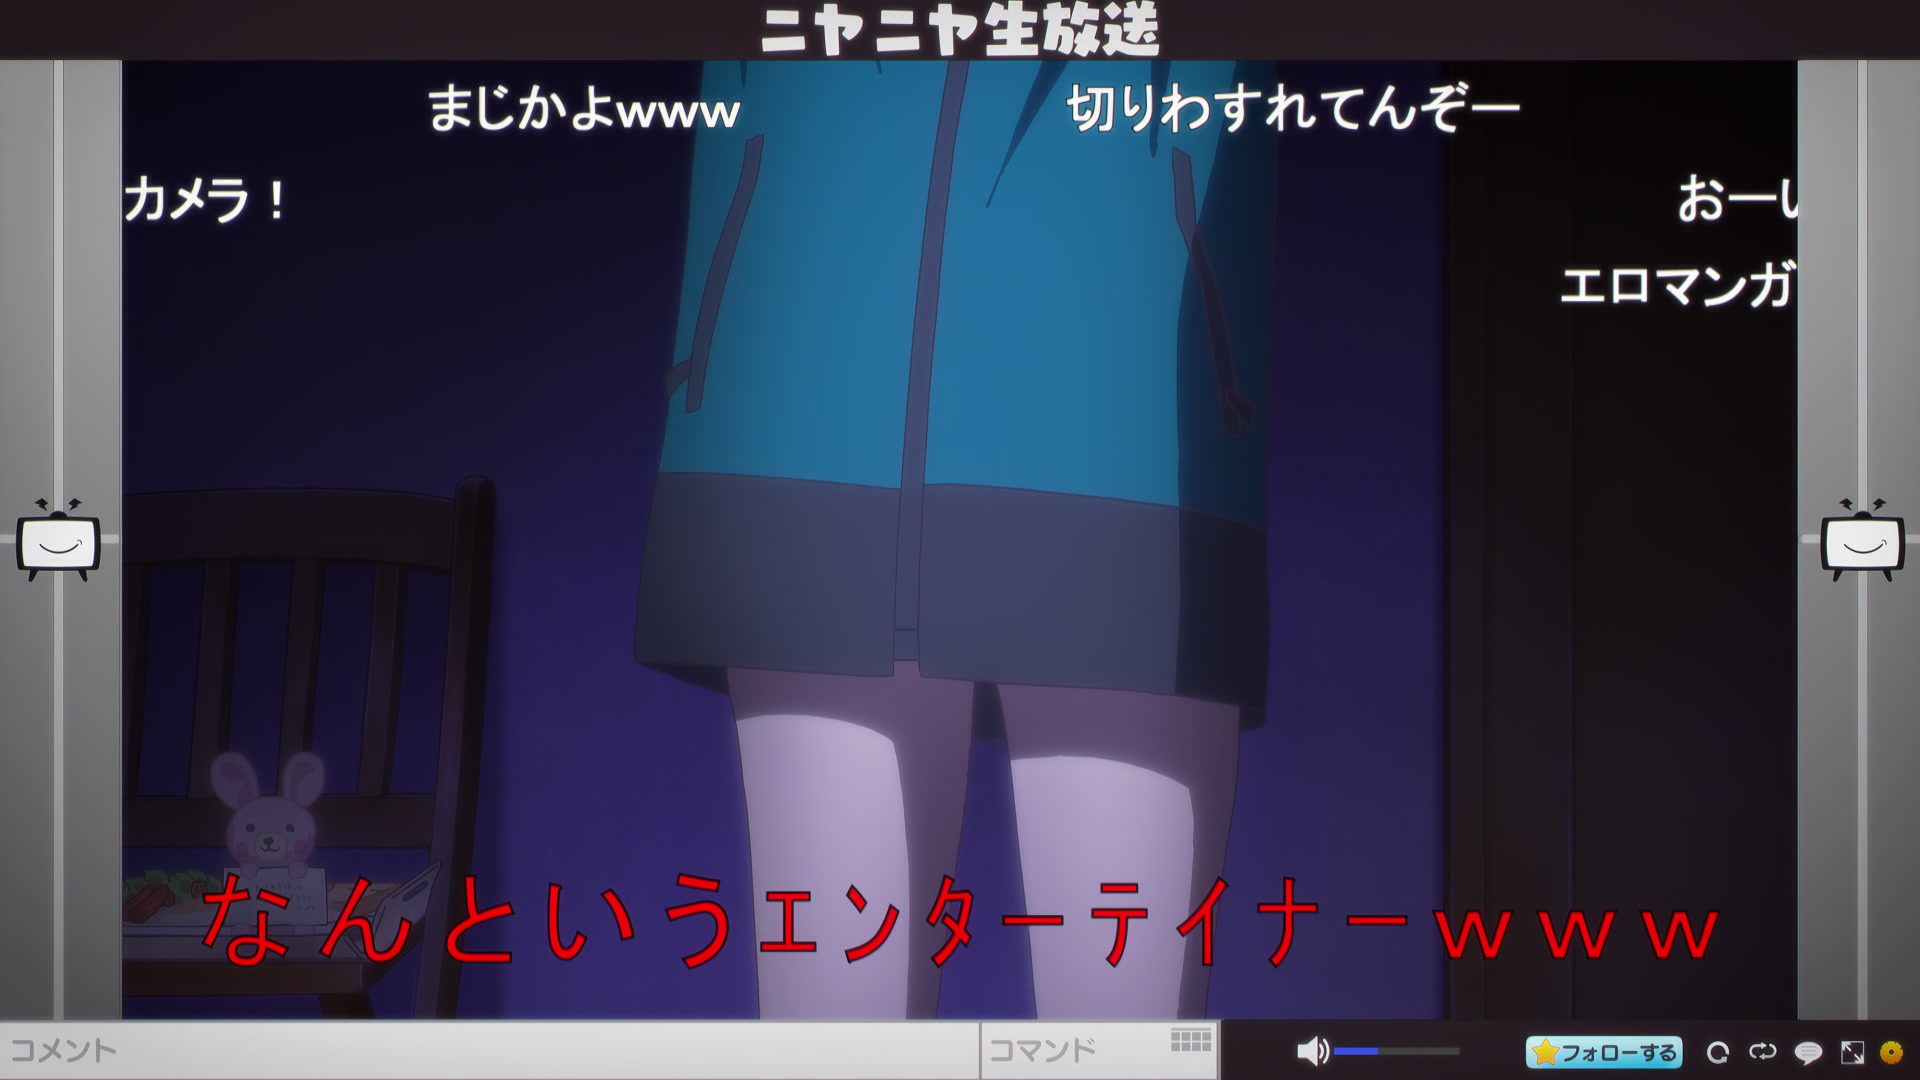 ニヤニヤ生放送
まじかよwww
切りわすれてんぞー
カメラ！
おーい
エロマンガ
なんというエンターテイナーｗｗｗ
コメント
コマンド
フォローする